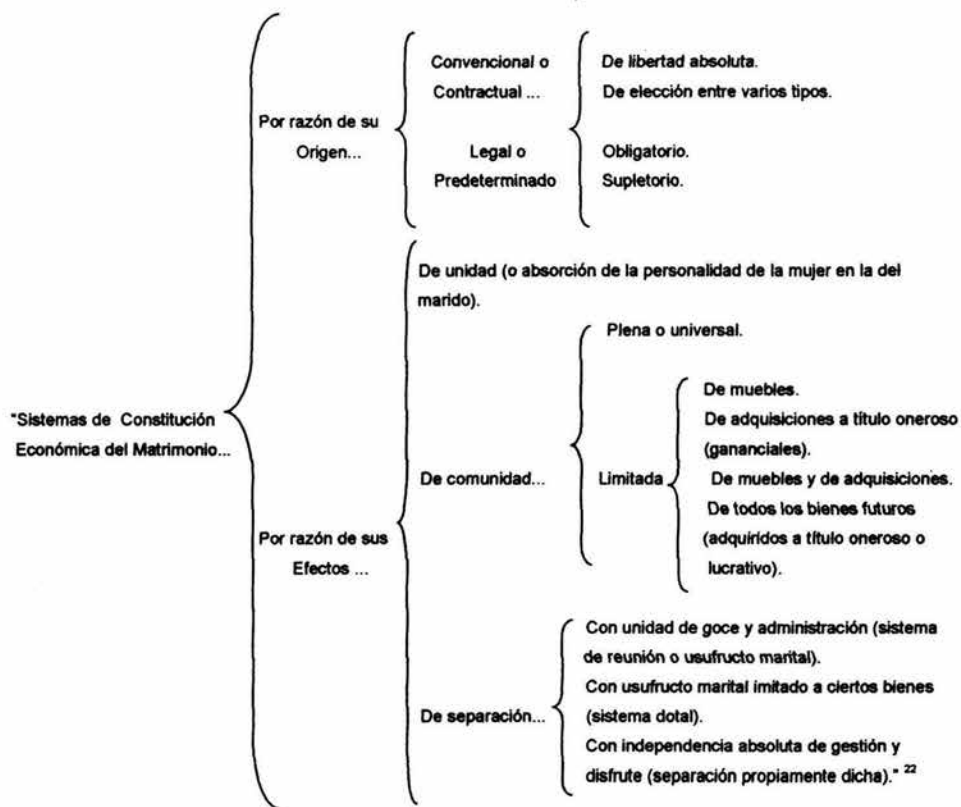 Convencional o
Contractual ...
De libertad absoluta.
De elección entre varios tipos.
Por razón de su
Origen...
Legal o
Predeterminado
Obligatorio.
Supletorio.
De unidad (o absorción de la personalidad de la mujer en la del
marido).
Plena o universal.
"Sistemas de Constitución
Económica del Matrimonio...
De comunidad...
Limitada
De muebles.
De adquisiciones a título oneroso
(gananciales).
De muebles y de adquisiciones.
De todos los bienes futuros
(adquiridos a título oneroso o
lucrativo).
Por razón de sus
Efectos ...
De separación...
Con unidad de goce y administración (sistema
de reunión o usufructo marital).
Con usufructo marital imitado a ciertos bienes
(sistema dotal).
Con independencia absoluta de gestión y
disfrute (separación propiamente dicha)." 22